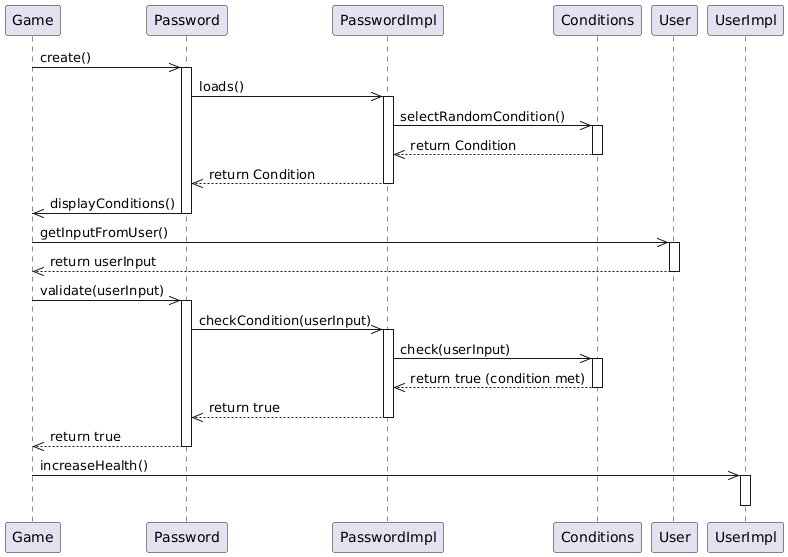 Game Password PasswordImpl Conditions User UserImpl
create()
loads()
selectRandomCondition()
return Condition
return Condition
displayConditions()
getInputFromUser()
return userInput
validate(userInput)
checkCondition(userInput)
check(userInput)
return true (condition met)
return true
return true
increaseHealth()
Game Password PasswordImpl Conditions User UserImpl